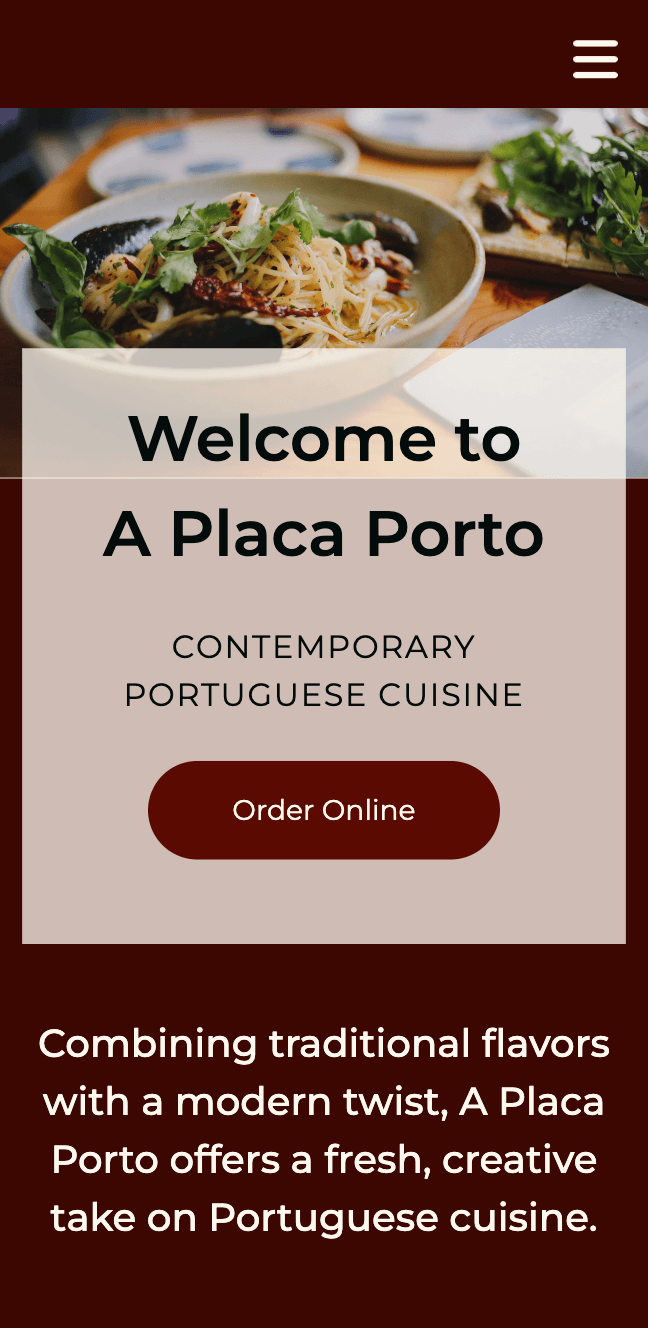 Welcome to
A Placa Porto
CONTEMPORARY
PORTUGUESE CUISINE
Order Online
Combining traditional flavors
with a modern twist, A Placa
Porto offers a fresh, creative
take on Portuguese cuisine.